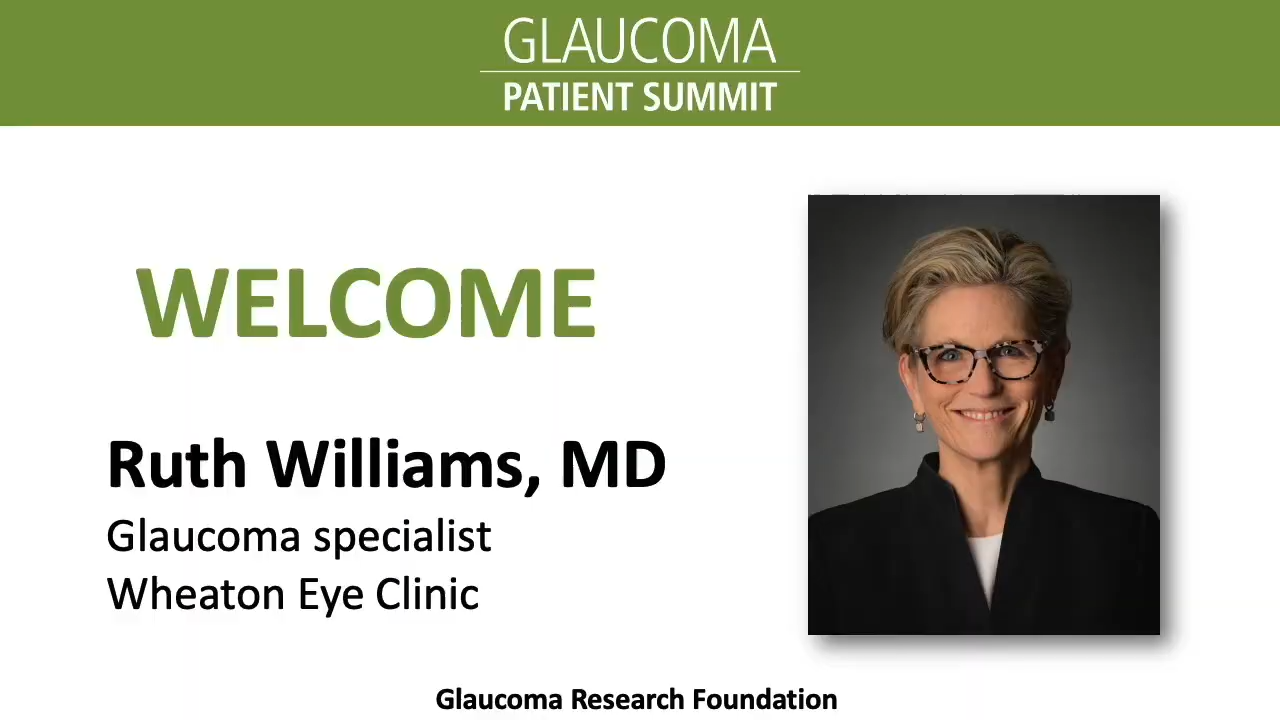 GLAUCOMA
PATIENT SUMMIT
WELCOME
Ruth Williams, MD
Glaucoma specialist
Wheaton Eye Clinic
Glaucoma Research Foundation